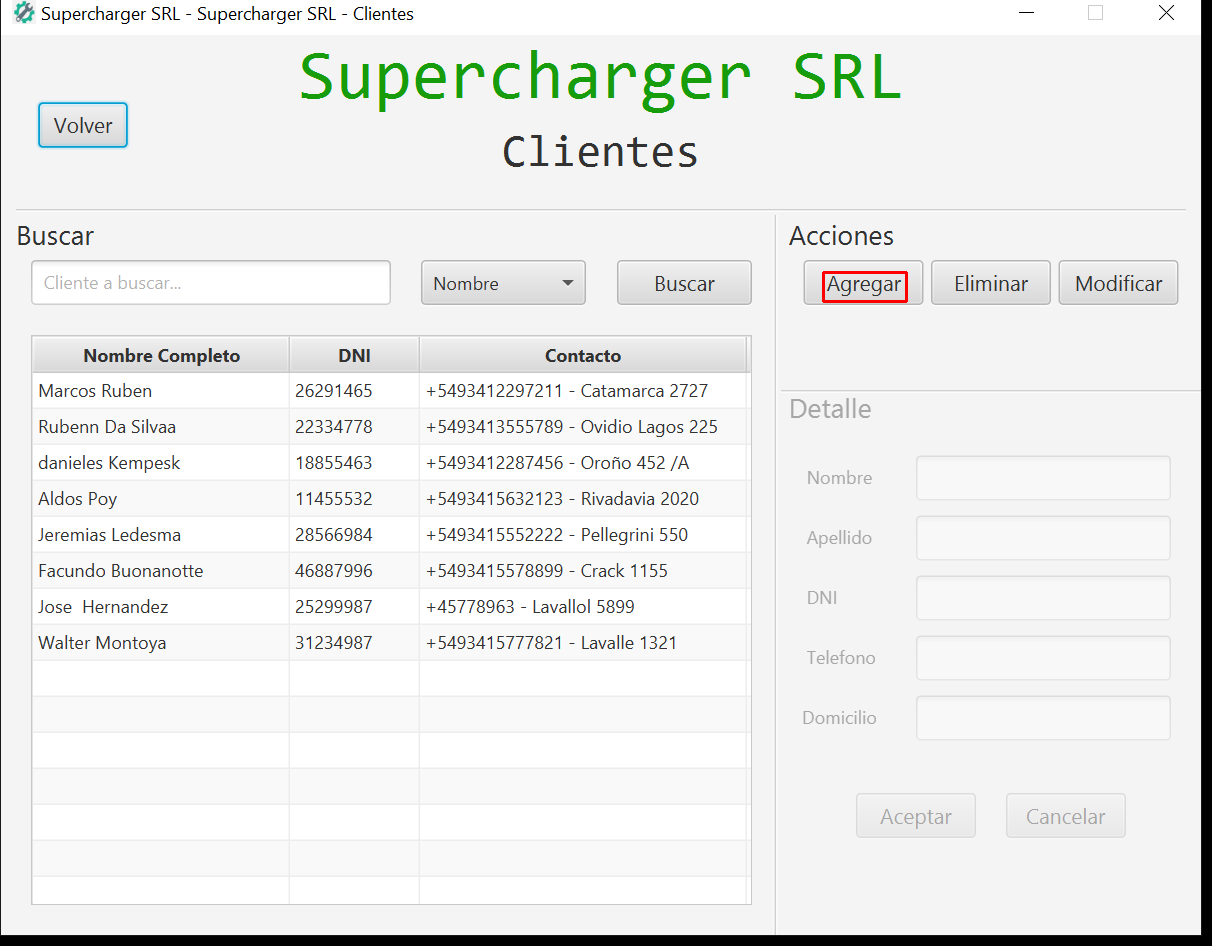 Supercharger SRL - Supercharger SRL - Clientes
Supercharger SRL
Volver
Clientes
Buscar
Cliente a buscar...
Nombre
Buscar
Nombre Completo DNI Contacto
Marcos Ruben 26291465 +5493412297211 - Catamarca 2727
Rubenn Da Silvaa 22334778 +5493413555789 - Ovidio Lagos 225
danieles Kempesk 18855463 +5493412287456 - Oroño 452 /A
Aldos Poy 11455532 +5493415632123 - Rivadavia 2020
Jeremias Ledesma 28566984 +5493415552222 - Pellegrini 550
Facundo Buonanotte 46887996 +5493415578899 - Crack 1155
Jose  Hernandez 25299987 +45778963 - Lavallol 5899
Walter Montoya 31234987 +5493415777821 - Lavalle 1321
Acciones
Agregar Eliminar Modificar
Detalle
Nombre
Apellido
DNI
Telefono
Domicilio
Aceptar Cancelar